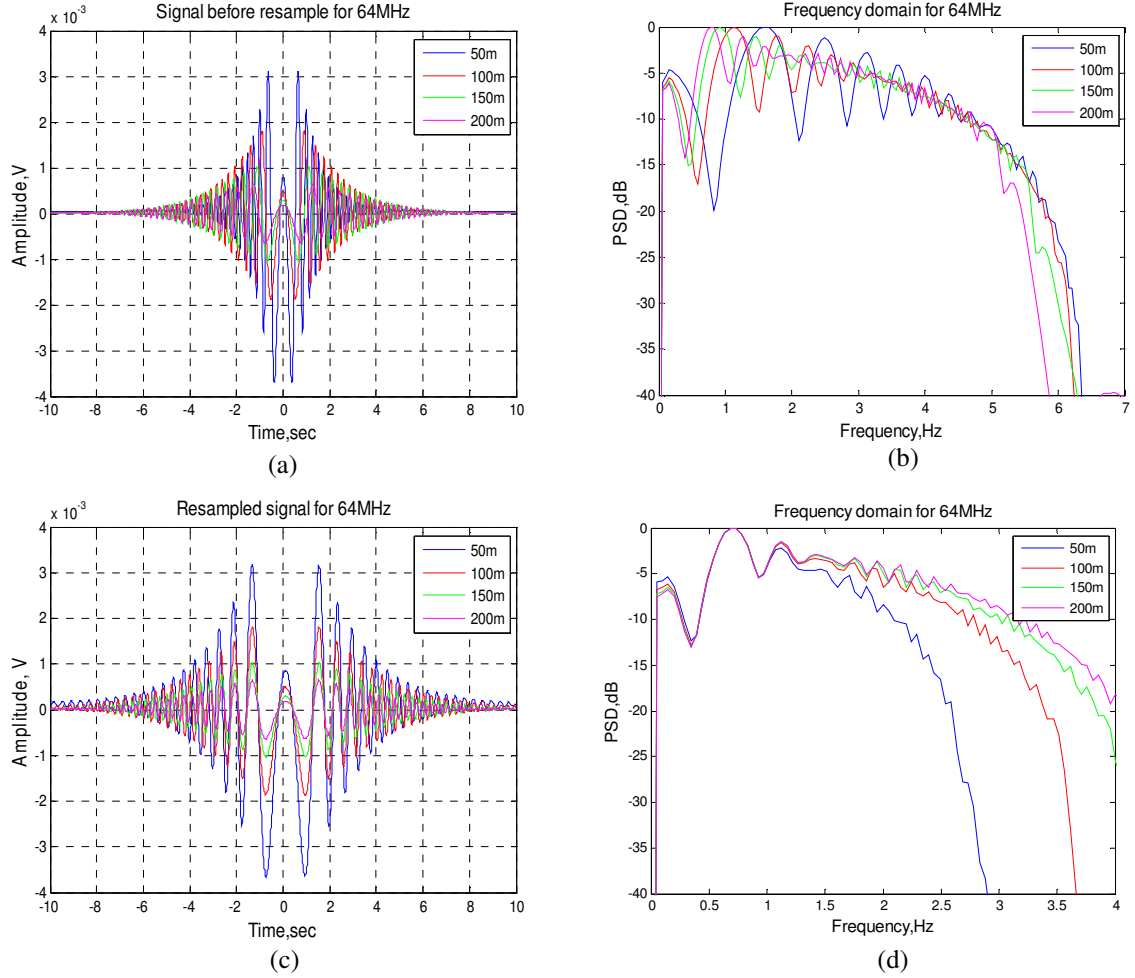 Signal before resample for 64MHz
x 10⁻³
Amplitude,V
4
3
2
1
0
-1
-2
-3
-4
50m
100m
150m
200m
-10 -8 -6 -4 -2 0 2 4 6 8 10
Time,sec
(a)
Frequency domain for 64MHz
PSD,dB
0
-5
-10
-15
-20
-25
-30
-35
-40
50m
100m
150m
200m
0 1 2 3 4 5 6 7
Frequency,Hz
(b)
Resampled signal for 64MHz
x 10⁻³
Amplitude, V
4
3
2
1
0
-1
-2
-3
-4
50m
100m
150m
200m
-10 -8 -6 -4 -2 0 2 4 6 8 10
Time,sec
(c)
Frequency domain for 64MHz
PSD,dB
0
-5
-10
-15
-20
-25
-30
-35
-40
50m
100m
150m
200m
0 0.5 1 1.5 2 2.5 3 3.5 4
Frequency,Hz
(d)